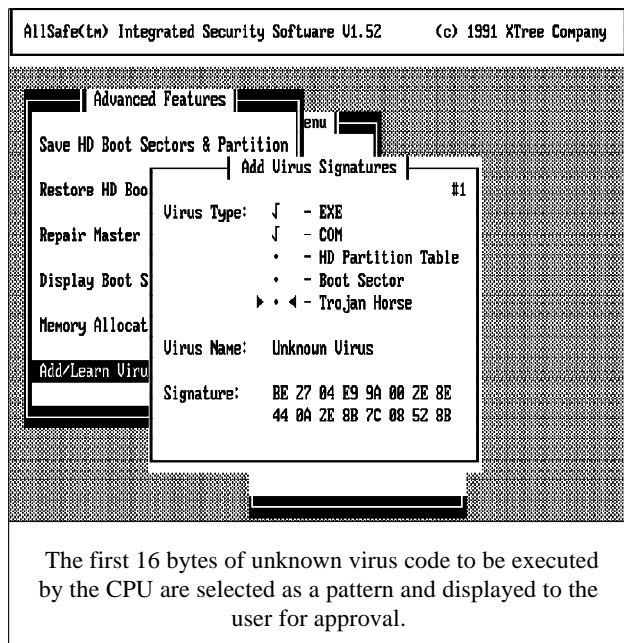 AllSafe(tm) Integrated Security Software V1.52 (c) 1991 XTree Company
Advanced Features
enu
Save HD Boot Sectors & Partition
Restore HD Boo
Repair Master
Display Boot S
Memory Allocat
Add/Learn Viru
Add Virus Signatures
#1
Virus Type: √ - EXE
√ - COM
· - HD Partition Table
· - Boot Sector
► · ◄ - Trojan Horse
Virus Name: Unknown Virus
Signature: BE 27 04 E9 9A 00 2E 8E
44 0A 2E 8B 7C 08 52 8B
The first 16 bytes of unknown virus code to be executed
by the CPU are selected as a pattern and displayed to the
user for approval.